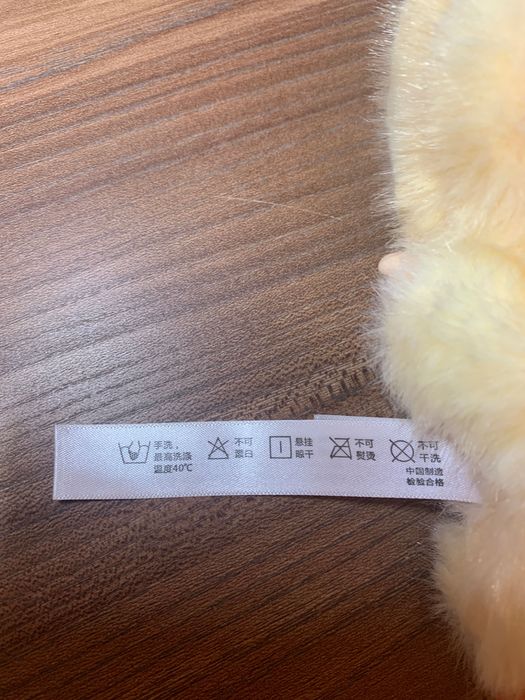 手洗，
最高洗涤
温度40℃
不可
漂白
悬挂
晾干
不可
熨烫
不可
干洗
中国制造
检验合格